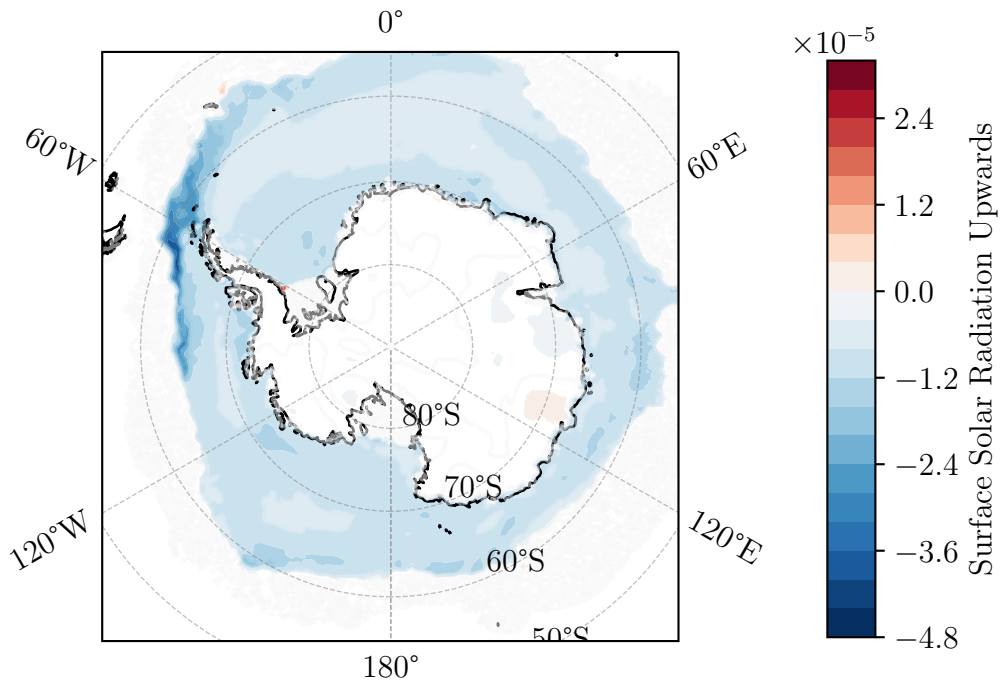 0°
×10⁻⁵
60°W
60°E
2.4
1.2
0.0
−1.2
−2.4
−3.6
−4.8
Surface Solar Radiation Upwards
80°S
70°S
60°S
50°S
120°W
120°E
180°